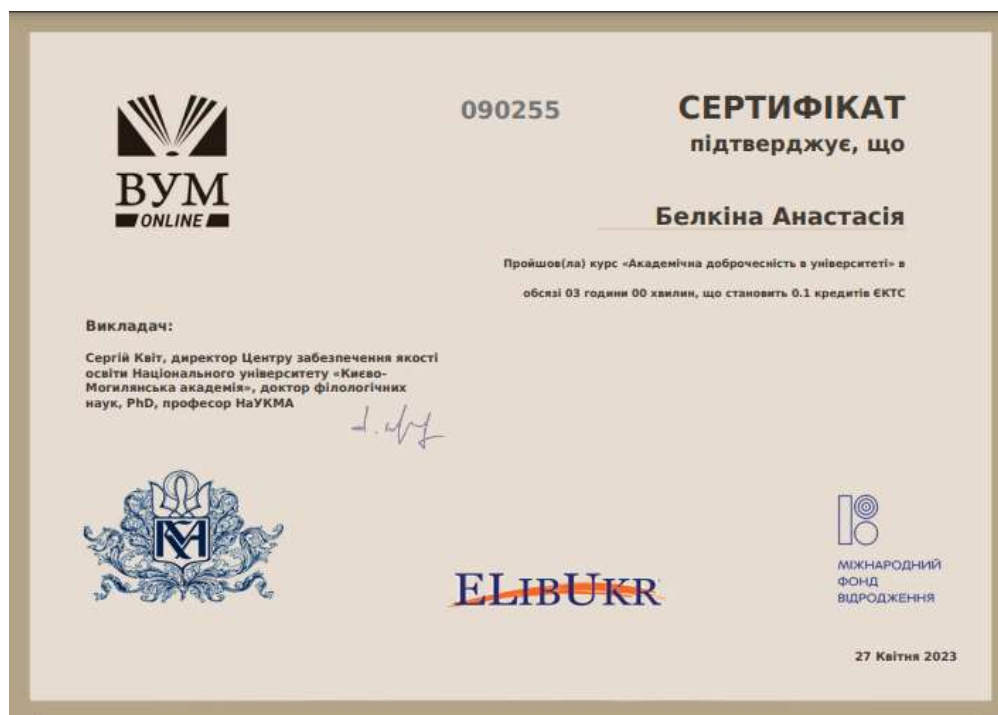 090255
СЕРТИФІКАТ
підтверджує, що
ВУМ
ONLINE
Белкіна Анастасія
Пройшов(ла) курс «Академічна доброчесність в університеті» в
обсязі 03 години 00 хвилин, що становить 0.1 кредитів ЄКТС
Викладач:
Сергій Квіт, директор Центру забезпечення якості
освіти Національного університету «Києво-
Могилянська академія», доктор філологічних
наук, PhD, професор НаУКМА
ELIBUKR
МІЖНАРОДНИЙ
ФОНД
ВІДРОДЖЕННЯ
27 Квітня 2023